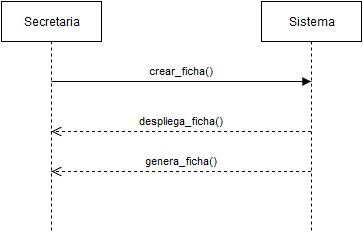 Secretaria
Sistema
crear_ficha()
despliega_ficha()
genera_ficha()